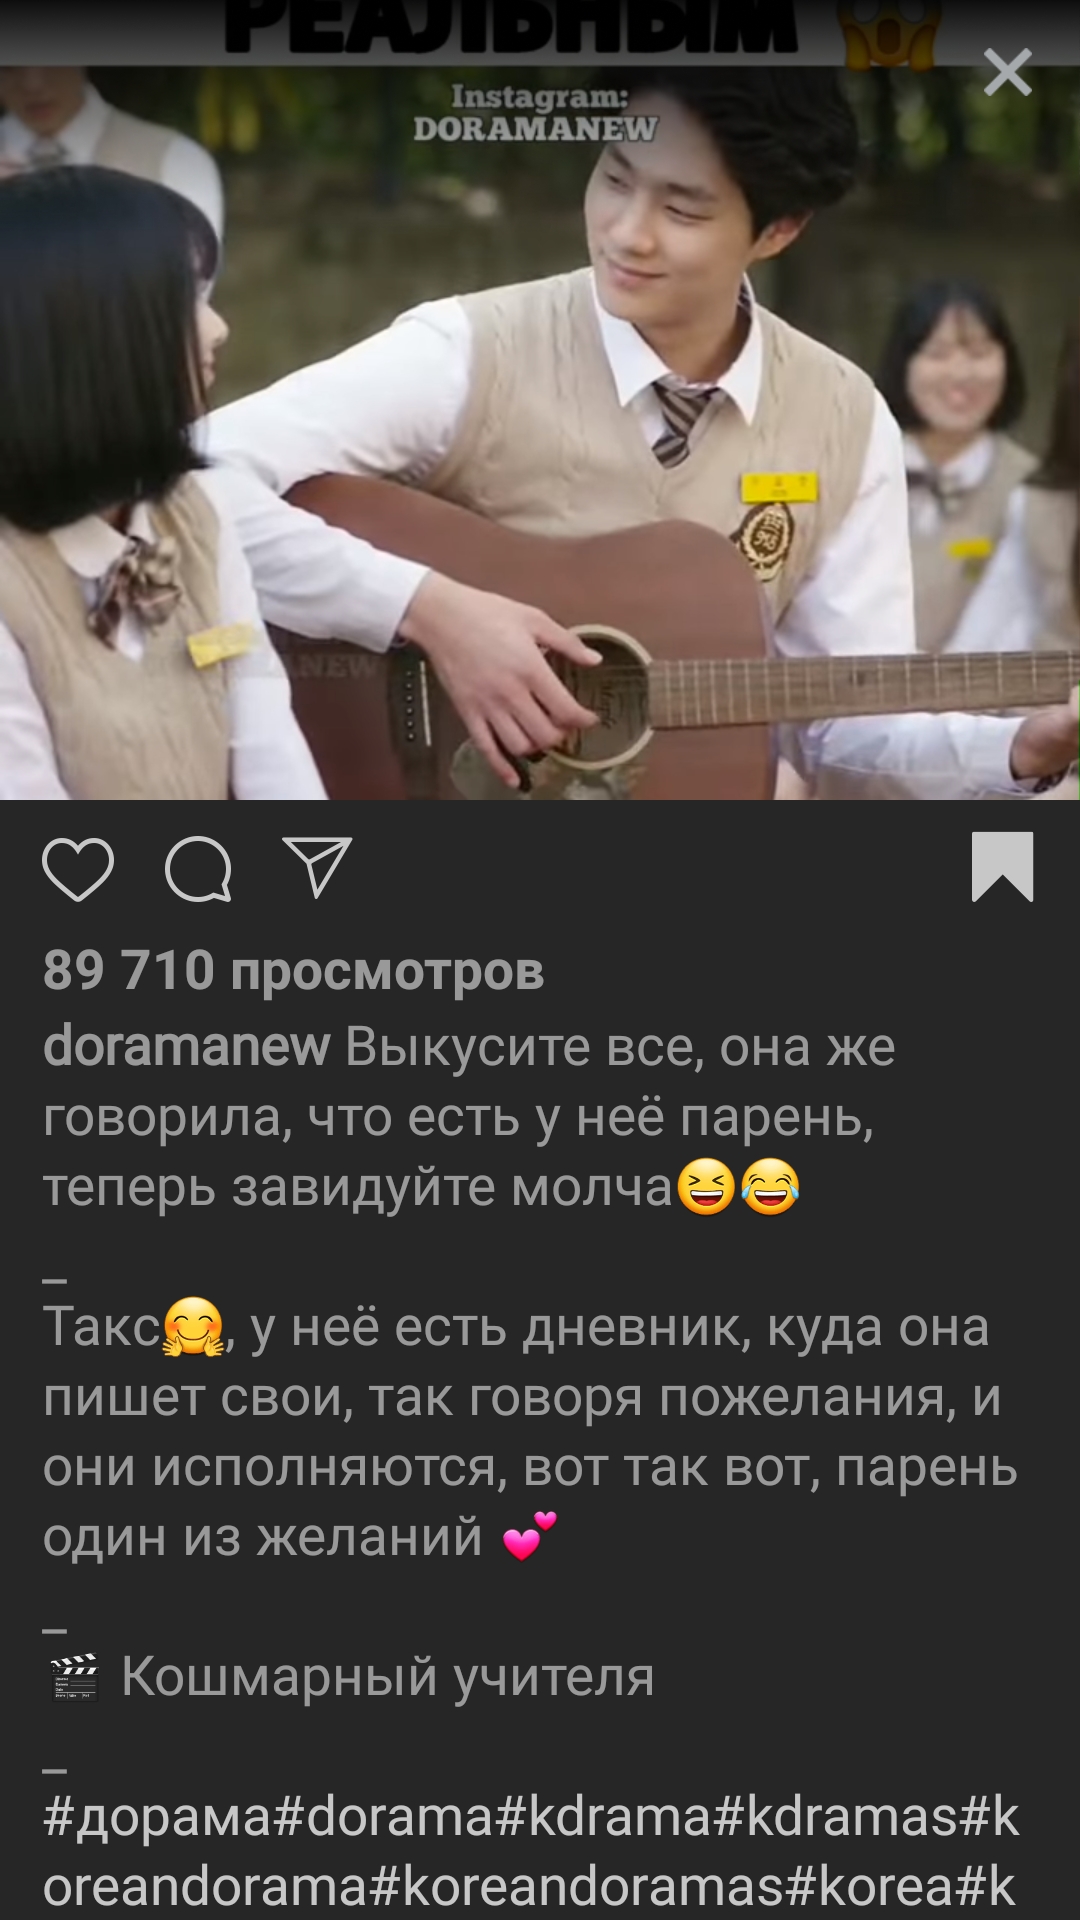 РЕАЛЬНЫМ 😱
Instagram:
DORAMANEW
ANEW
89 710 просмотров
doramanew Выкусите все, она же
говорила, что есть у неё парень,
теперь завидуйте молча😆😂
_
Такс🤗, у неё есть дневник, куда она
пишет свои, так говоря пожелания, и
они исполняются, вот так вот, парень
один из желаний 💕
_
🎬 Кошмарный учителя
_
#дорама#dorama#kdrama#kdramas#k
oreandorama#koreandoramas#korea#k